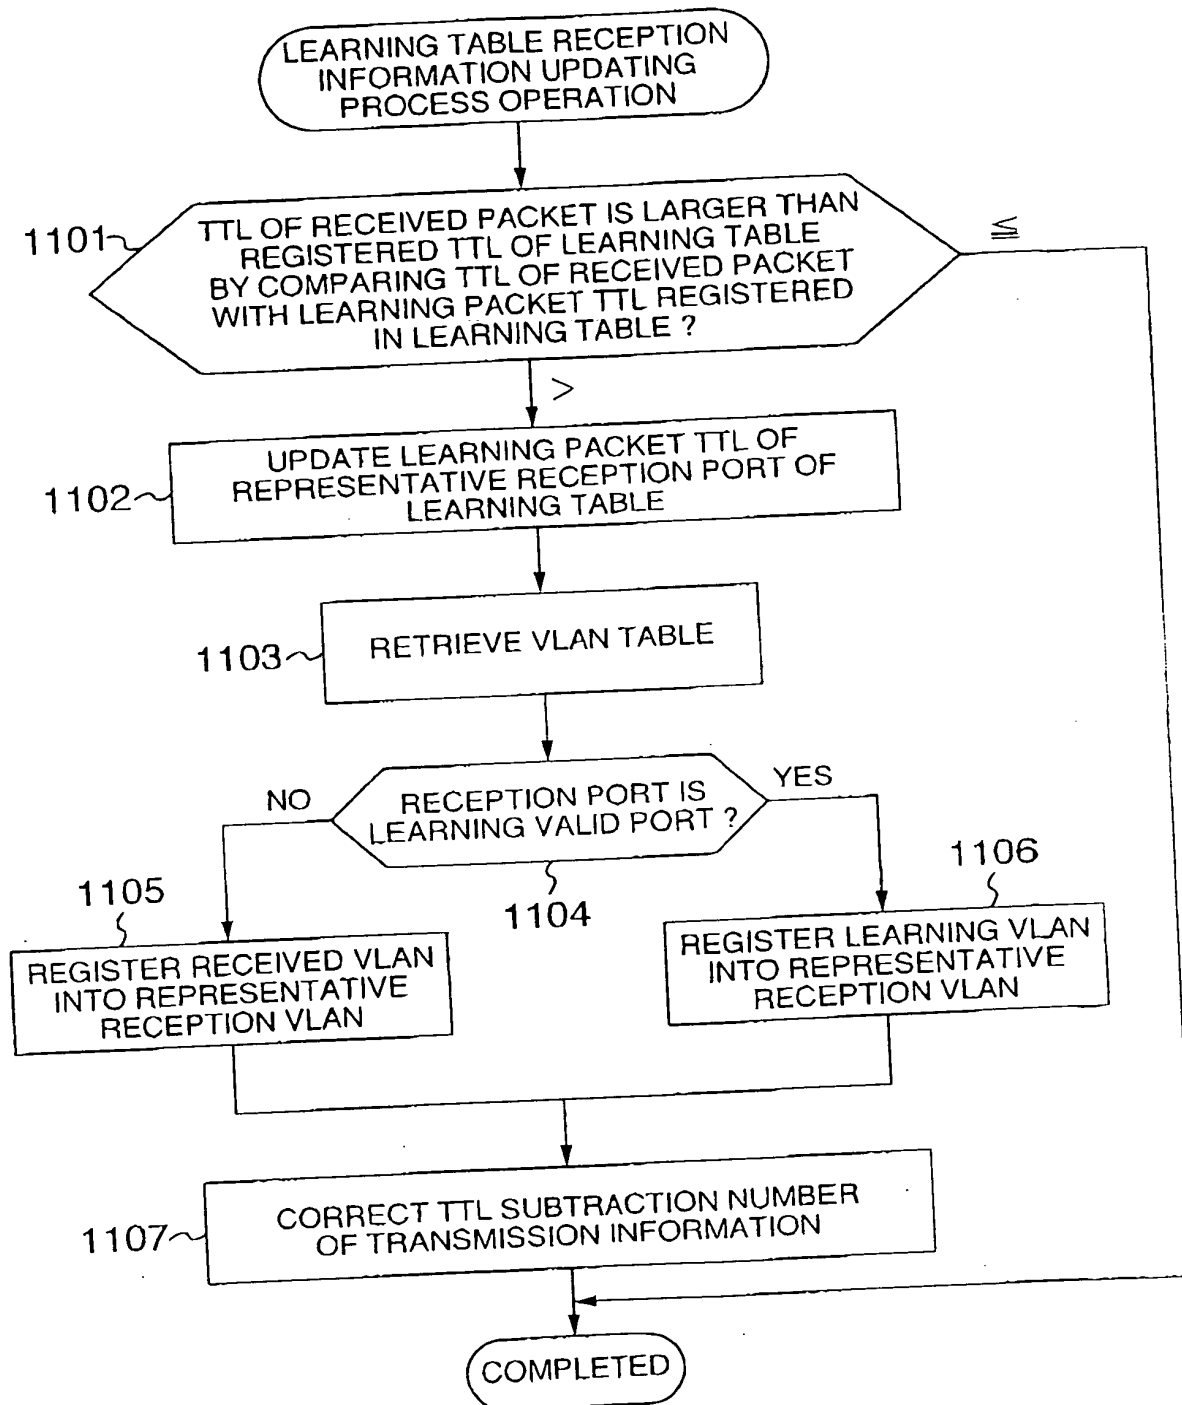 LEARNING TABLE RECEPTION
INFORMATION UPDATING
PROCESS OPERATION
1101
TTL OF RECEIVED PACKET IS LARGER THAN
REGISTERED TTL OF LEARNING TABLE
BY COMPARING TTL OF RECEIVED PACKET
WITH LEARNING PACKET TTL REGISTERED
IN LEARNING TABLE ?
≦
>
1102
UPDATE LEARNING PACKET TTL OF
REPRESENTATIVE RECEPTION PORT OF
LEARNING TABLE
1103
RETRIEVE VLAN TABLE
NO
RECEPTION PORT IS
LEARNING VALID PORT ?
YES
1104
1105
REGISTER RECEIVED VLAN
INTO REPRESENTATIVE
RECEPTION VLAN
1106
REGISTER LEARNING VLAN
INTO REPRESENTATIVE
RECEPTION VLAN
1107
CORRECT TTL SUBTRACTION NUMBER
OF TRANSMISSION INFORMATION
COMPLETED